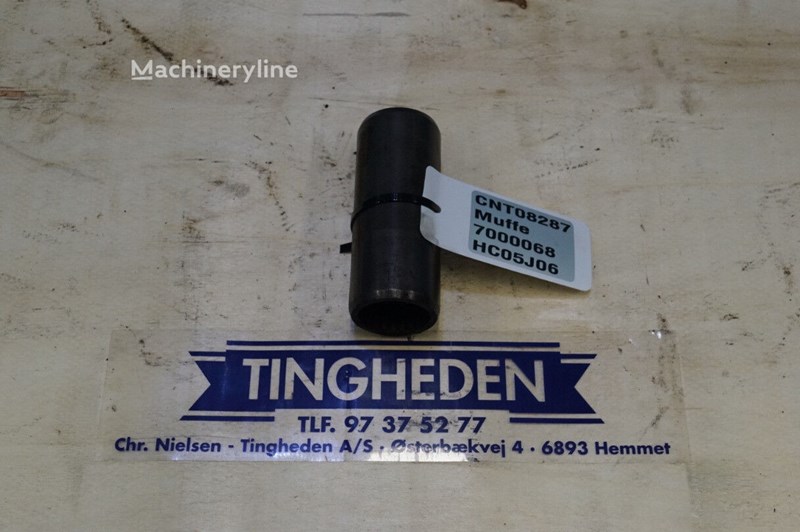 Machineryline
CNT08287
Muffe
7000068
HC05J06
TINGHEDEN
TLF. 97 37 52 77
Chr. Nielsen - Tingheden A/S · Østerbækvej 4 · 6893 Hemmet